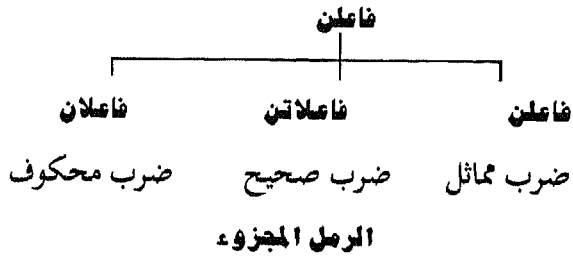 فاعلن
فاعلن فاعلاتن فاعلان
ضرب مماثل ضرب صحيح ضرب محكوف
الرمل المجزوء